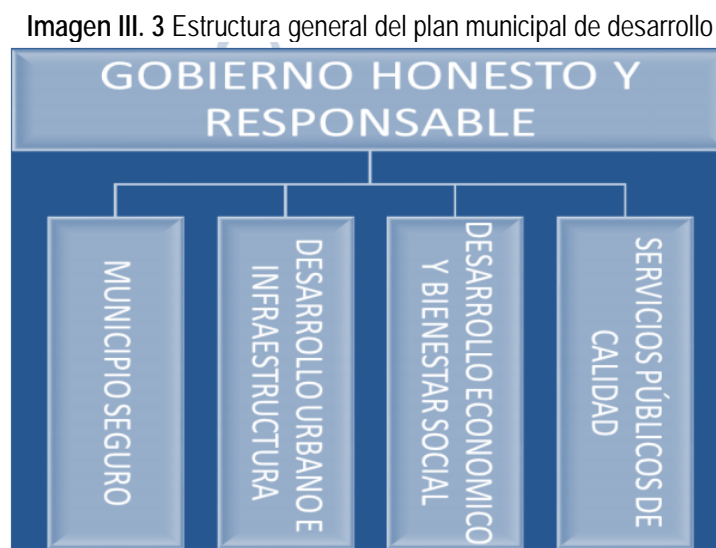 Imagen III. 3 Estructura general del plan municipal de desarrollo
GOBIERNO HONESTO Y
RESPONSABLE
MUNICIPIO SEGURO
DESARROLLO URBANO E
INFRAESTRUCTURA
DESARROLLO ECONOMICO
Y BIENESTAR SOCIAL
SERVICIOS PÚBLICOS DE
CALIDAD